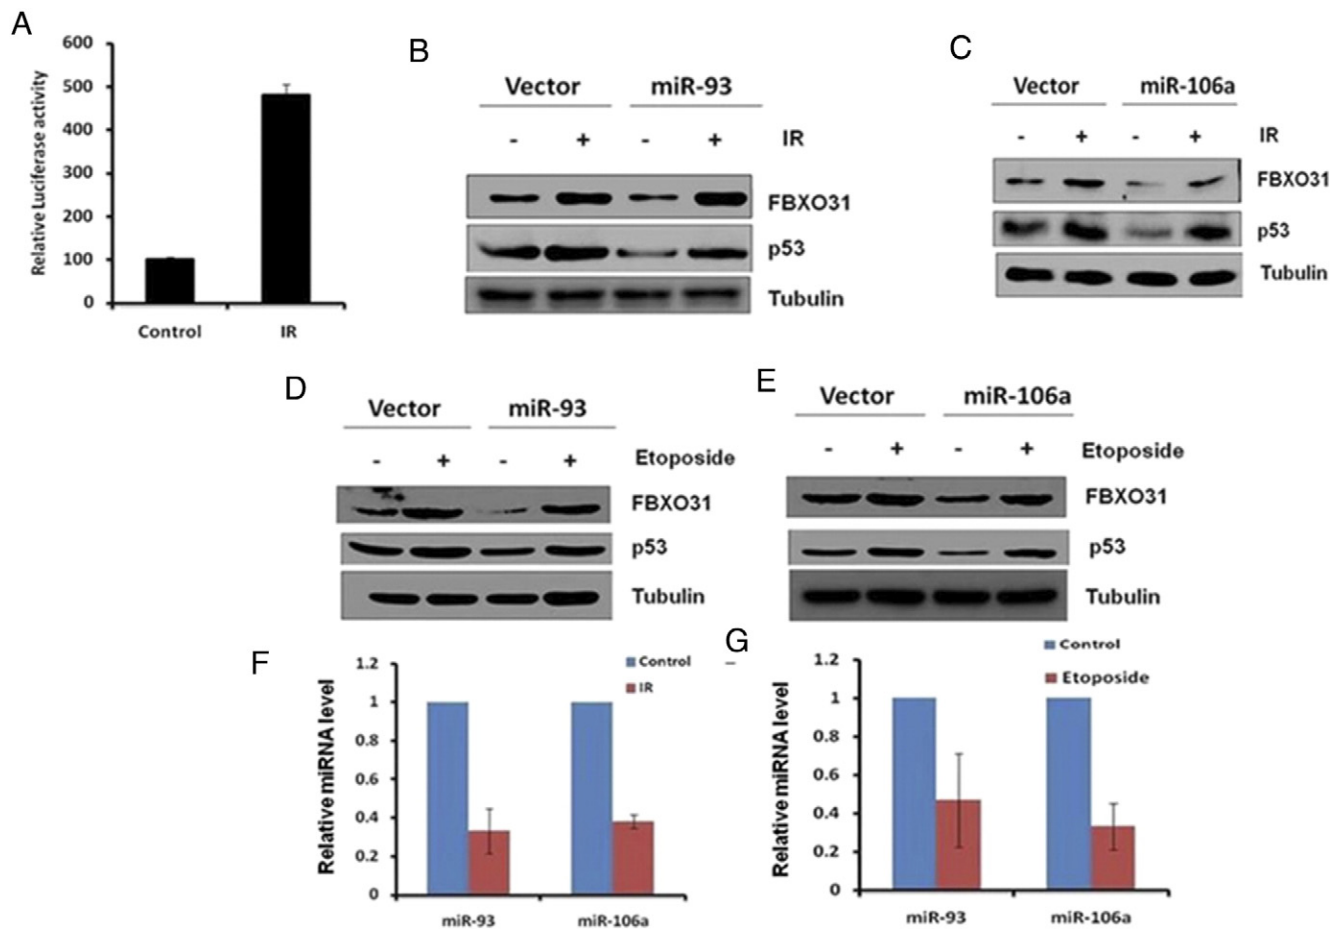 A
Relative Luciferase activity
600
500
400
300
200
100
0
Control IR
B
Vector miR-93
- + - + IR
FBXO31
p53
Tubulin
C
Vector miR-106a
- + - + IR
FBXO31
p53
Tubulin
D
Vector miR-93
- + - + Etoposide
FBXO31
p53
Tubulin
E
Vector miR-106a
- + - + Etoposide
FBXO31
p53
Tubulin
F
Relative miRNA level
1.2
1
0.8
0.6
0.4
0.2
0
Control
IR
miR-93 miR-106a
G
Relative miRNA level
1.2
1
0.8
0.6
0.4
0.2
0
Control
Etoposide
miR-93 miR-106a